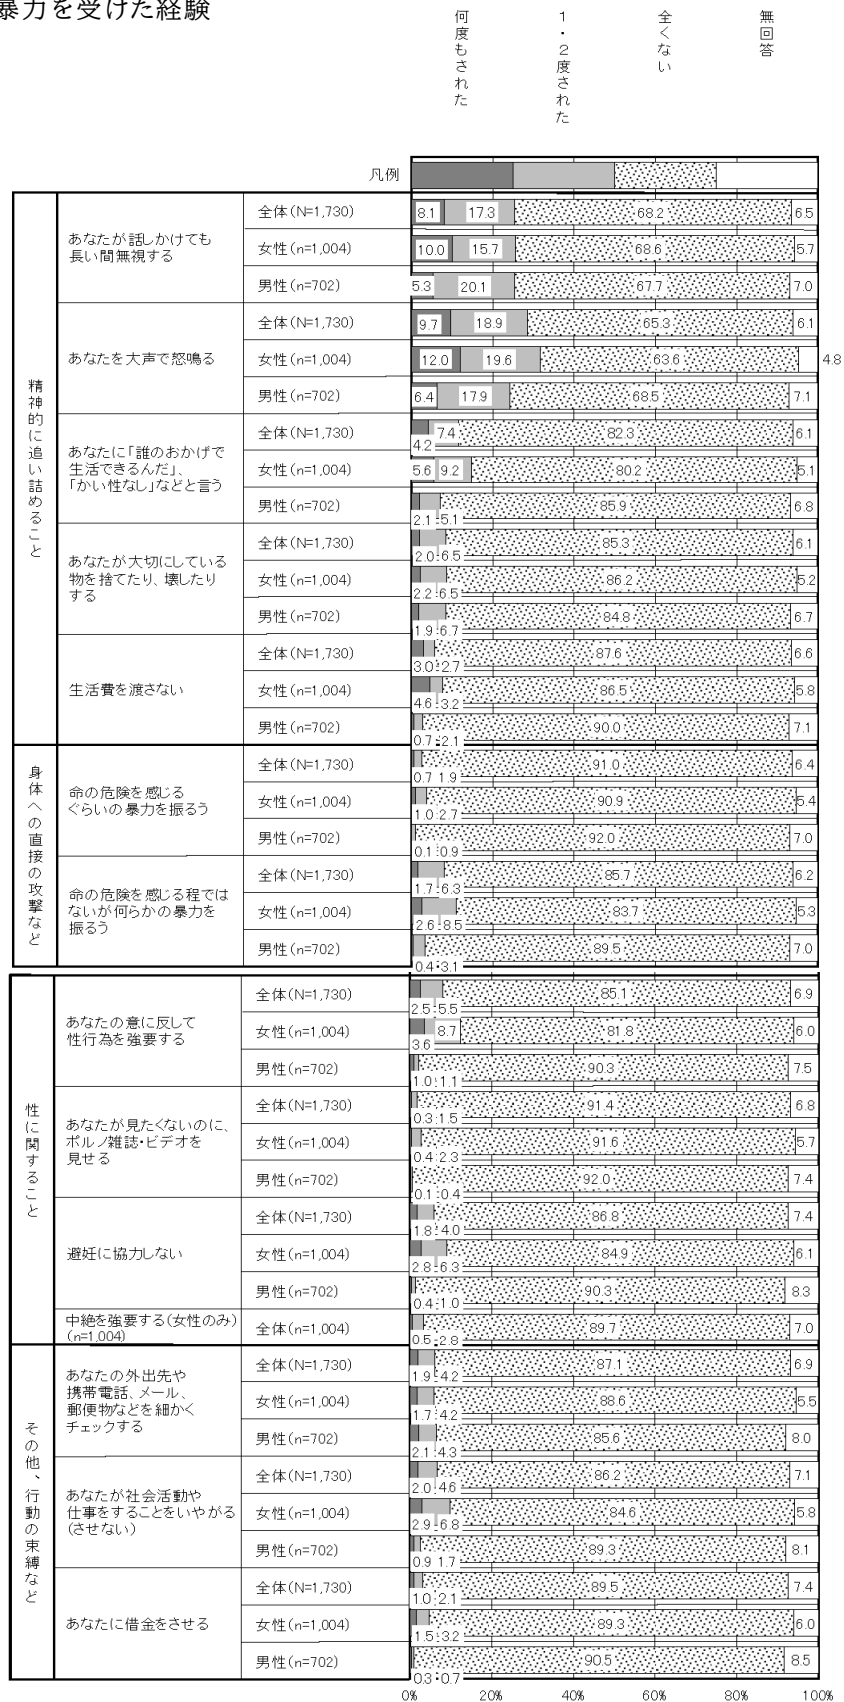 暴力を受けた経験
何度もされた
1・2度された
全くない
無回答
凡例
精神的に追い詰めること
あなたが話しかけても
長い間無視する
全体(N=1,730) 8.1 17.3 68.2 6.5
女性(n=1,004) 10.0 15.7 68.6 5.7
男性(n=702) 5.3 20.1 67.7 7.0
あなたを大声で怒鳴る
全体(N=1,730) 9.7 18.9 65.3 6.1
女性(n=1,004) 12.0 19.6 63.6 4.8
男性(n=702) 6.4 17.9 68.5 7.1
あなたに「誰のおかげで
生活できるんだ」、
「かい性なし」などと言う
全体(N=1,730) 4.2 7.4 82.3 6.1
女性(n=1,004) 5.6 9.2 80.2 5.1
男性(n=702) 2.1 5.1 85.9 6.8
あなたが大切にしている
物を捨てたり、壊したり
する
全体(N=1,730) 2.0 6.5 85.3 6.1
女性(n=1,004) 2.2 6.5 86.2 5.2
男性(n=702) 1.9 6.7 84.8 6.7
生活費を渡さない
全体(N=1,730) 3.0 2.7 87.6 6.6
女性(n=1,004) 4.6 3.2 86.5 5.8
男性(n=702) 0.7 2.1 90.0 7.1
身体への直接の攻撃など
命の危険を感じる
ぐらいの暴力を振るう
全体(N=1,730) 0.7 1.9 91.0 6.4
女性(n=1,004) 1.0 2.7 90.9 5.4
男性(n=702) 0.1 0.9 92.0 7.0
命の危険を感じる程では
ないが何らかの暴力を
振るう
全体(N=1,730) 1.7 6.3 85.7 6.2
女性(n=1,004) 2.6 8.5 83.7 5.3
男性(n=702) 0.4 3.1 89.5 7.0
性に関すること
あなたの意に反して
性行為を強要する
全体(N=1,730) 2.5 5.5 85.1 6.9
女性(n=1,004) 3.6 8.7 81.8 6.0
男性(n=702) 1.0 1.1 90.3 7.5
あなたが見たくないのに、
ポルノ雑誌・ビデオを
見せる
全体(N=1,730) 0.3 1.5 91.4 6.8
女性(n=1,004) 0.4 2.3 91.6 5.7
男性(n=702) 0.1 0.4 92.0 7.4
避妊に協力しない
全体(N=1,730) 1.8 4.0 86.8 7.4
女性(n=1,004) 2.8 6.3 84.9 6.1
男性(n=702) 0.4 1.0 90.3 8.3
中絶を強要する(女性のみ)
(n=1,004)
全体(n=1,004) 0.5 2.8 89.7 7.0
その他、行動の束縛など
あなたの外出先や
携帯電話、メール、
郵便物などを細かく
チェックする
全体(N=1,730) 1.9 4.2 87.1 6.9
女性(n=1,004) 1.7 4.2 88.6 5.5
男性(n=702) 2.1 4.3 85.6 8.0
あなたが社会活動や
仕事をすることをいやがる
(させない)
全体(N=1,730) 2.0 4.6 86.2 7.1
女性(n=1,004) 2.9 6.8 84.6 5.8
男性(n=702) 0.9 1.7 89.3 8.1
あなたに借金をさせる
全体(N=1,730) 1.0 2.1 89.5 7.4
女性(n=1,004) 1.5 3.2 89.3 6.0
男性(n=702) 0.3 0.7 90.5 8.5
0% 20% 40% 60% 80% 100%